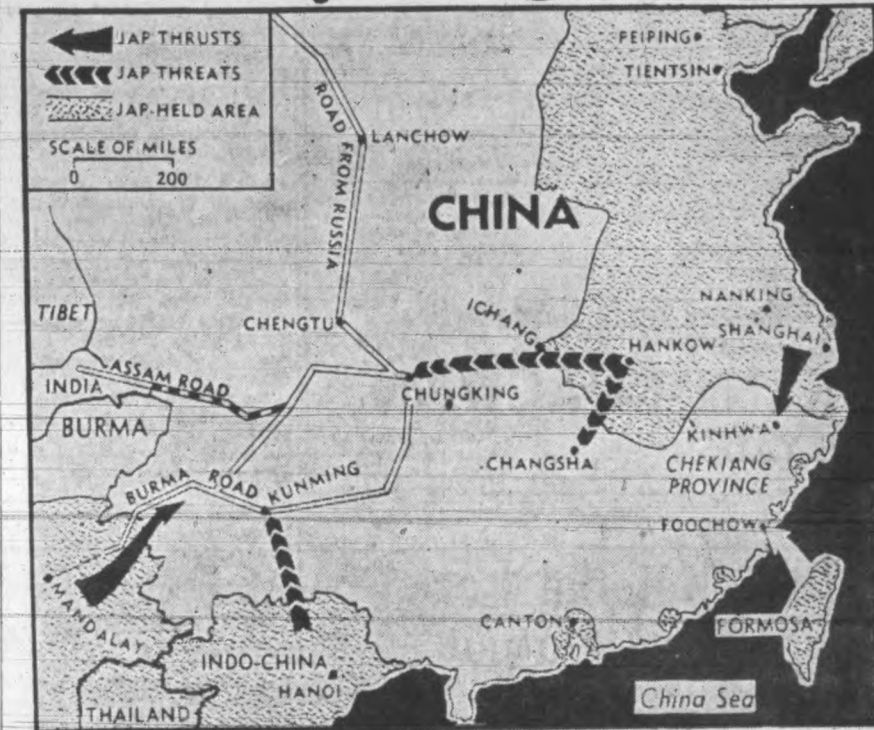 JAP THRUSTS
JAP THREATS
JAP-HELD AREA
SCALE OF MILES
0 200
PEIPING
TIENTSIN
ROAD FROM RUSSIA
LANCHOW
CHINA
TIBET
CHENGTU
ICHANG
NANKING
SHANGHAI
HANKOW
ASSAM ROAD
INDIA
CHUNGKING
BURMA
KINHWA
CHANGSHA
CHEKIANG
PROVINCE
BURMA ROAD
KUNMING
FOOCHOW
MANDALAY
CANTON
FORMOSA
INDO-CHINA
HANOI
China Sea
THAILAND